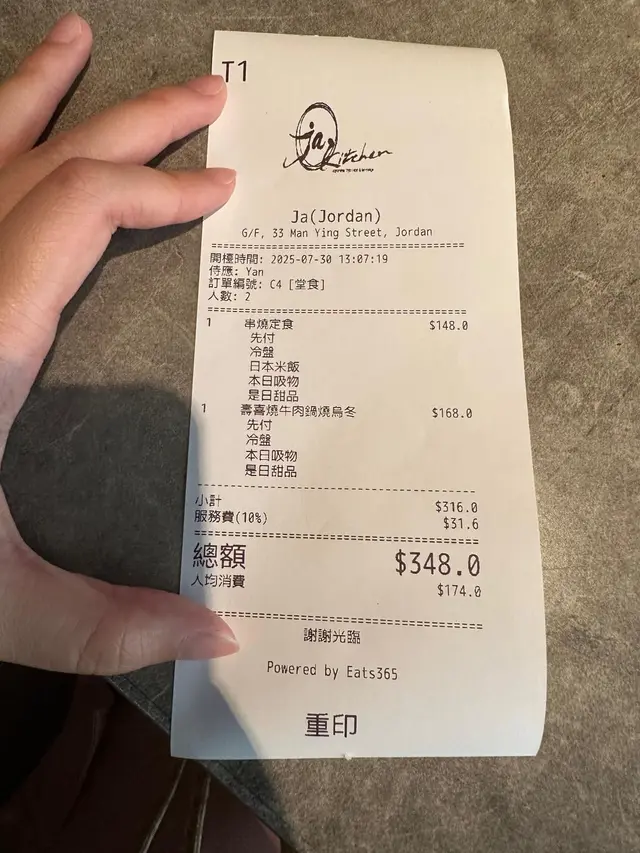 T1
ja
Kitchen
Ja(Jordan)
G/F, 33 Man Ying Street, Jordan
開檯時間: 2025-07-30 13:07:19
侍應: Yan
訂單編號: C4 [堂食]
人數: 2
1 串燒定食 $148.0
先付
冷盤
日本米飯
本日吸物
是日甜品
1 壽喜燒牛肉鍋燒烏冬 $168.0
先付
冷盤
本日吸物
是日甜品
小計 $316.0
服務費(10%) $31.6
總額 $348.0
人均消費 $174.0
謝謝光臨
Powered by Eats365
重印